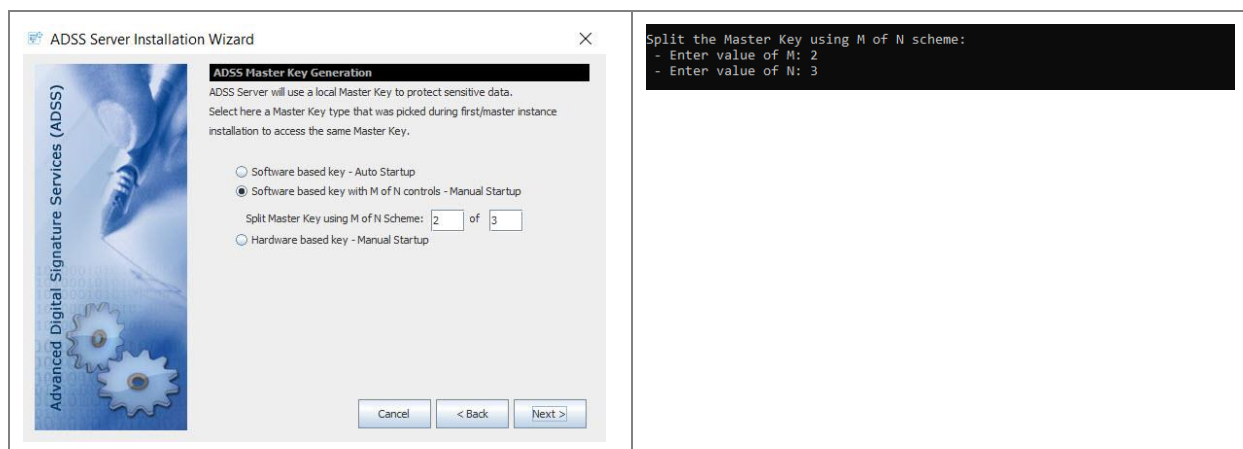 ADSS Server Installation Wizard
Advanced Digital Signature Services (ADSS)
ADSS Master Key Generation
ADSS Server will use a local Master Key to protect sensitive data.
Select here a Master Key type that was picked during first/master instance
installation to access the same Master Key.
Software based key - Auto Startup
Software based key with M of N controls - Manual Startup
Split Master Key using M of N Scheme: 2 of 3
Hardware based key - Manual Startup
Cancel < Back Next >
Split the Master Key using M of N scheme:
- Enter value of M: 2
- Enter value of N: 3